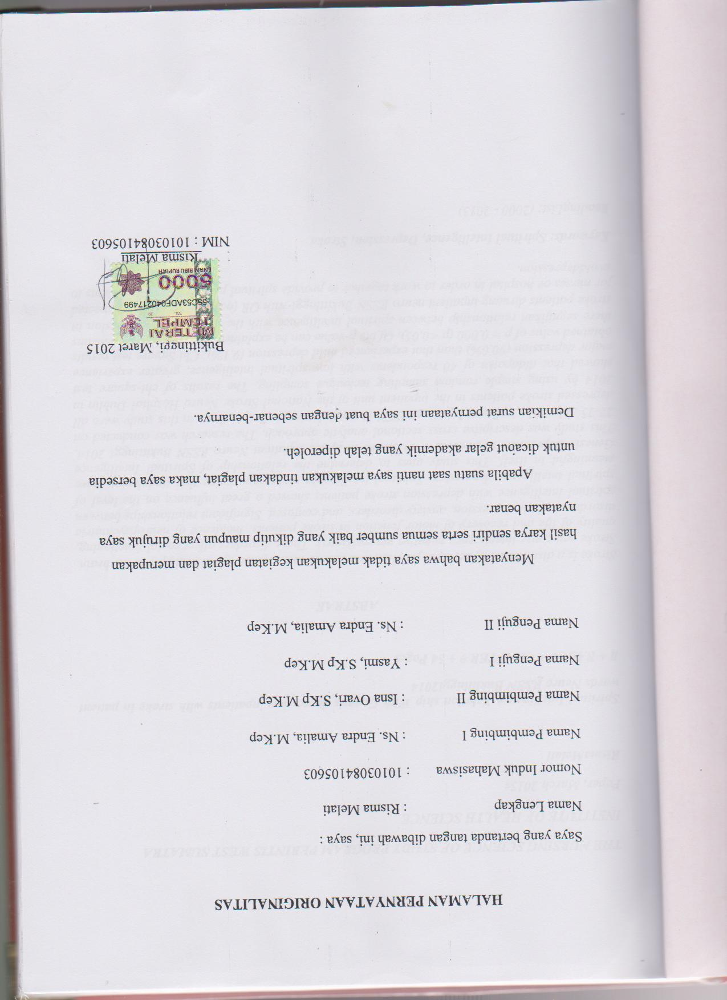 HALAMAN PERNYATAAN ORIGINALITAS
Saya yang bertanda tangan dibawah ini, saya :
Nama Lengkap : Risma Melati
Nomor Induk Mahasiswa : 10103084105603
Nama Pembimbing I : Ns. Endra Amalia, M.Kep
Nama Pembimbing II : Isna Ovari, S.Kp M.Kep
Nama Penguji I : Yasmi, S.Kp M.Kep
Nama Penguji II : Ns. Endra Amalia, M.Kep
Menyatakan bahwa saya tidak melakukan kegiatan plagiat dan merupakan
hasil karya sendiri serta semua sumber baik yang dikutip maupun yang dirujuk saya
nyatakan benar.
Apabila suatu saat nanti saya melakukan tindakan plagiat, maka saya bersedia
untuk dicabut gelar akademik yang telah diperoleh.
Demikian surat pernyataan ini saya buat dengan sebenar-benarnya.
Bukittinggi, Maret 2015
METERAI
TEMPEL
TGL. 20
55C53ADF040217499
6000
ENAM RIBU RUPIAH
Risma Melati
NIM : 10103084105603